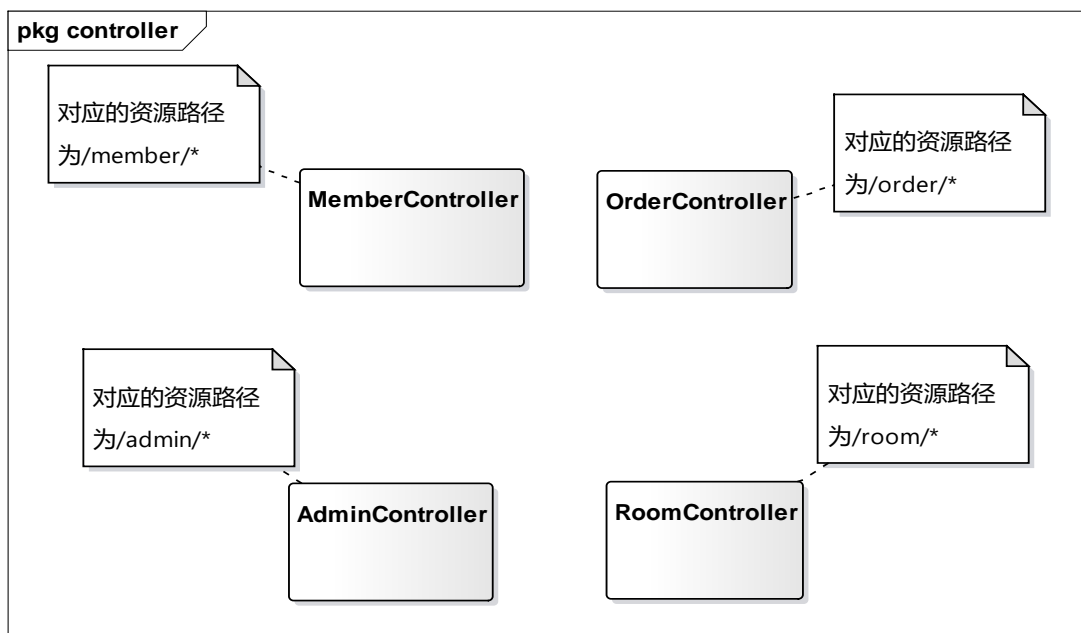 pkg controller
对应的资源路径
为/member/*
MemberController
对应的资源路径
为/order/*
OrderController
对应的资源路径
为/admin/*
AdminController
对应的资源路径
为/room/*
RoomController